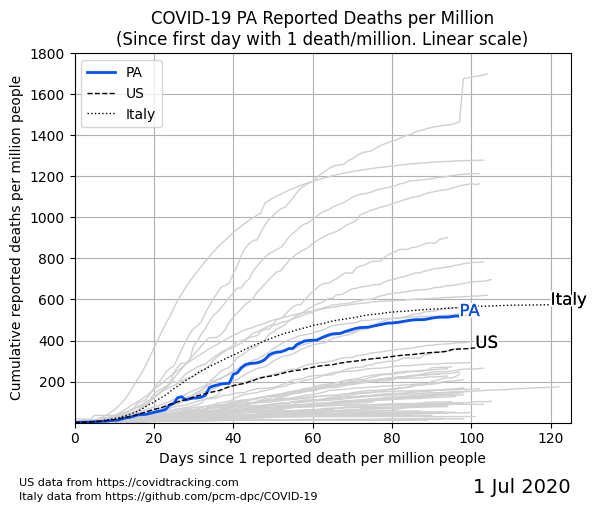 COVID-19 PA Reported Deaths per Million
(Since first day with 1 death/million. Linear scale)
Cumulative reported deaths per million people
1800
1600
1400
1200
1000
800
600
400
200
PA
US
Italy
Italy
PA
US
0
20
40
60
80
100
120
Days since 1 reported death per million people
US data from https://covidtracking.com
Italy data from https://github.com/pcm-dpc/COVID-19
1 Jul 2020